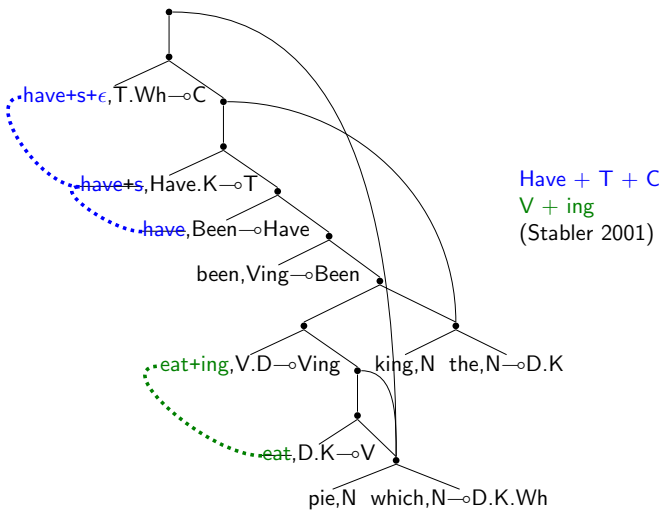 have+s+ϵ,T.Wh⊸C
have+s,Have.K⊸T
Have + T + C
V + ing
(Stabler 2001)
have,Been⊸Have
been,Ving⊸Been
eat+ing,V.D⊸Ving
king,N
the,N⊸D.K
eat,D.K⊸V
pie,N
which,N⊸D.K.Wh